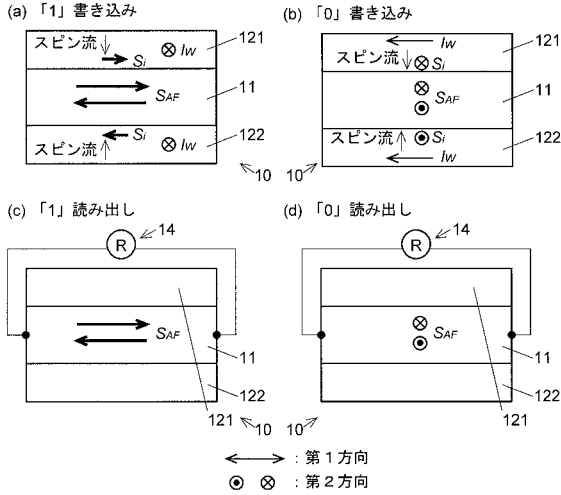 (a) 「1」書き込み
(b) 「0」書き込み
スピン流
Si
Iw
121
SAF
11
スピン流
Si
Iw
122
10
Iw
121
スピン流
Si
SAF
11
スピン流
Si
Iw
122
10
(c) 「1」読み出し
(d) 「0」読み出し
R
14
SAF
11
122
121
10
R
14
121
SAF
11
122
10
：第1方向
：第2方向